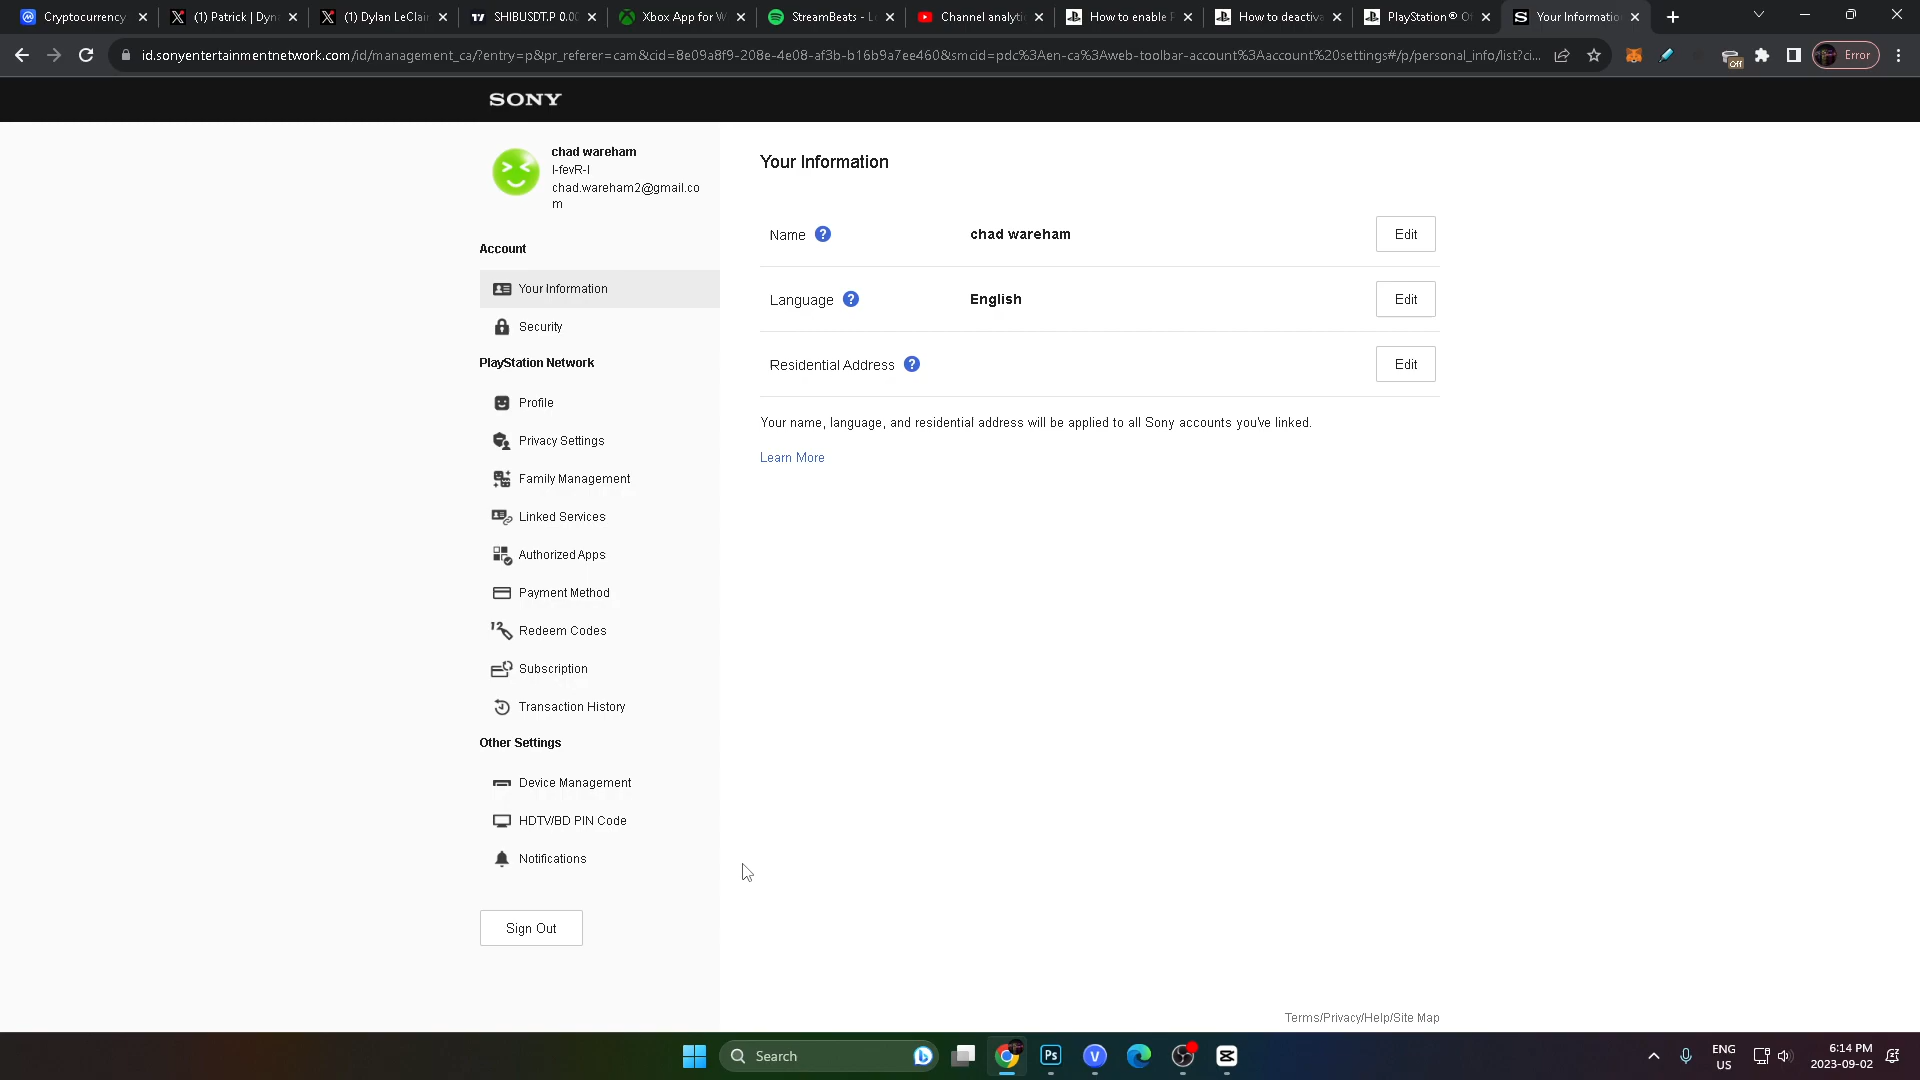 Cryptocurrency
(1) Patrick | Dyn
(1) Dylan LeClai
SHIBUSDT.P 0.0
Xbox App for W
StreamBeats - L
Channel analyti
How to enable
How to deactiva
PlayStation® O
Your Informatio
id.sonyentertainmentnetwork.com/id/management_ca/?entry=p&pr_referer=cam&cid=8e09a8f9-208e-4e08-af3b-b16b9a7ee460&smcid=pdc%3Aen-ca%3Aweb-toolbar-account%3Aaccount%20settings#/p/personal_info/list?ci...
Off
Error
SONY
chad wareham
I-fevR-I
chad.wareham2@gmail.co
m
Account
Your Information
Security
PlayStation Network
Profile
Privacy Settings
Family Management
Linked Services
Authorized Apps
Payment Method
Redeem Codes
Subscription
Transaction History
Other Settings
Device Management
HDTV/BD PIN Code
Notifications
Sign Out
Your Information
Name ? chad wareham Edit
Language ? English Edit
Residential Address ? Edit
Your name, language, and residential address will be applied to all Sony accounts you've linked.
Learn More
Terms/Privacy/Help/Site Map
Search
Ps
V
ENG
US
6:14 PM
2023-09-02